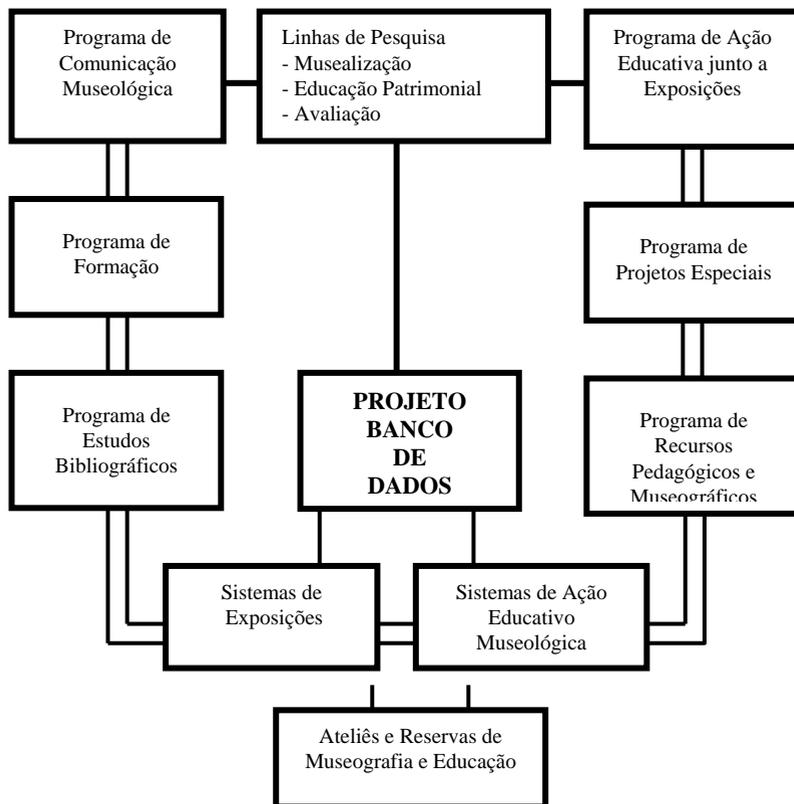 Programa de
Comunicação
Museológica
Linhas de Pesquisa
- Musealização
- Educação Patrimonial
- Avaliação
Programa de Ação
Educativa junto a
Exposições
Programa de
Formação
Programa de
Projetos Especiais
Programa de
Estudos
Bibliográficos
PROJETO
BANCO
DE
DADOS
Programa de
Recursos
Pedagógicos e
Museográficos
Sistemas de
Exposições
Sistemas de Ação
Educativo
Museológica
Ateliês e Reservas de
Museografia e Educação